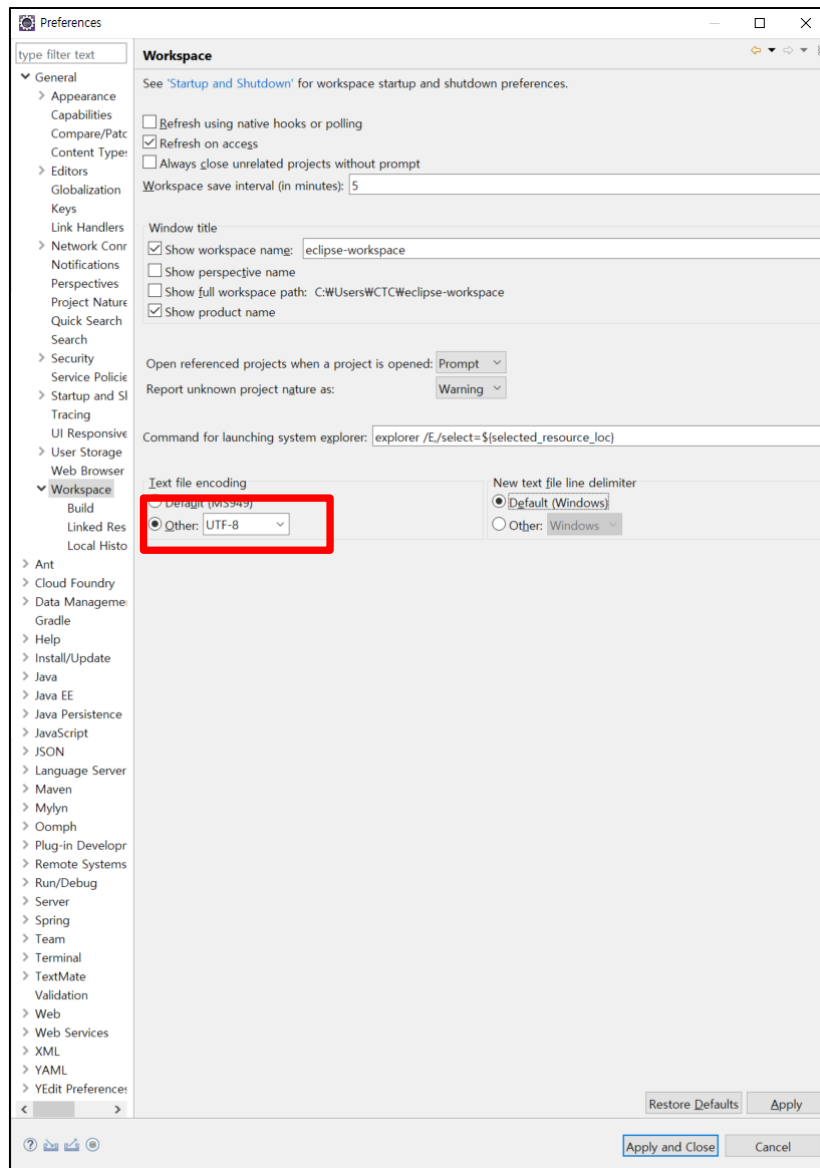 Preferences
type filter text
Workspace
General
Appearance
Capabilities
Compare/Patc
Content Type:
Editors
Globalization
Keys
Link Handlers
Network Conr
Notifications
Perspectives
Project Nature
Quick Search
Search
Security
Service Policie
Startup and Sl
Tracing
UI Responsive
User Storage
Web Browser
Workspace
Build
Linked Res
Local Histo
Ant
Cloud Foundry
Data Managemei
Gradle
Help
Install/Update
Java
Java EE
Java Persistence
JavaScript
JSON
Language Server
Maven
Mylyn
Oomph
Plug-in Developr
Remote Systems
Run/Debug
Server
Spring
Team
Terminal
TextMate
Validation
Web
Web Services
XML
YAML
YEdit Preferences
See 'Startup and Shutdown' for workspace startup and shutdown preferences.
Refresh using native hooks or polling
Refresh on access
Always close unrelated projects without prompt
Workspace save interval (in minutes): 5
Window title
Show workspace name: eclipse-workspace
Show perspective name
Show full workspace path: C:₩Users₩CTC₩eclipse-workspace
Show product name
Open referenced projects when a project is opened: Prompt
Report unknown project nature as: Warning
Command for launching system explorer: explorer /E,/select=${selected_resource_loc}
Text file encoding
Default (MS949)
Other: UTF-8
New text file line delimiter
Default (Windows)
Other: Windows
Restore Defaults Apply
Apply and Close Cancel